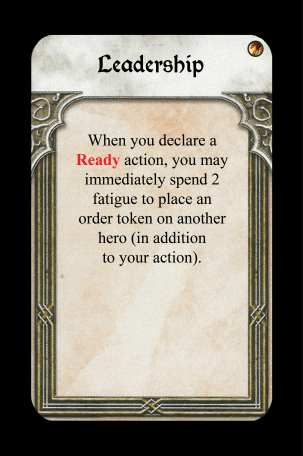 Leadership
When you declare a
Ready action, you may
immediately spend 2
fatigue to place an
order token on another
hero (in addition
to your action).